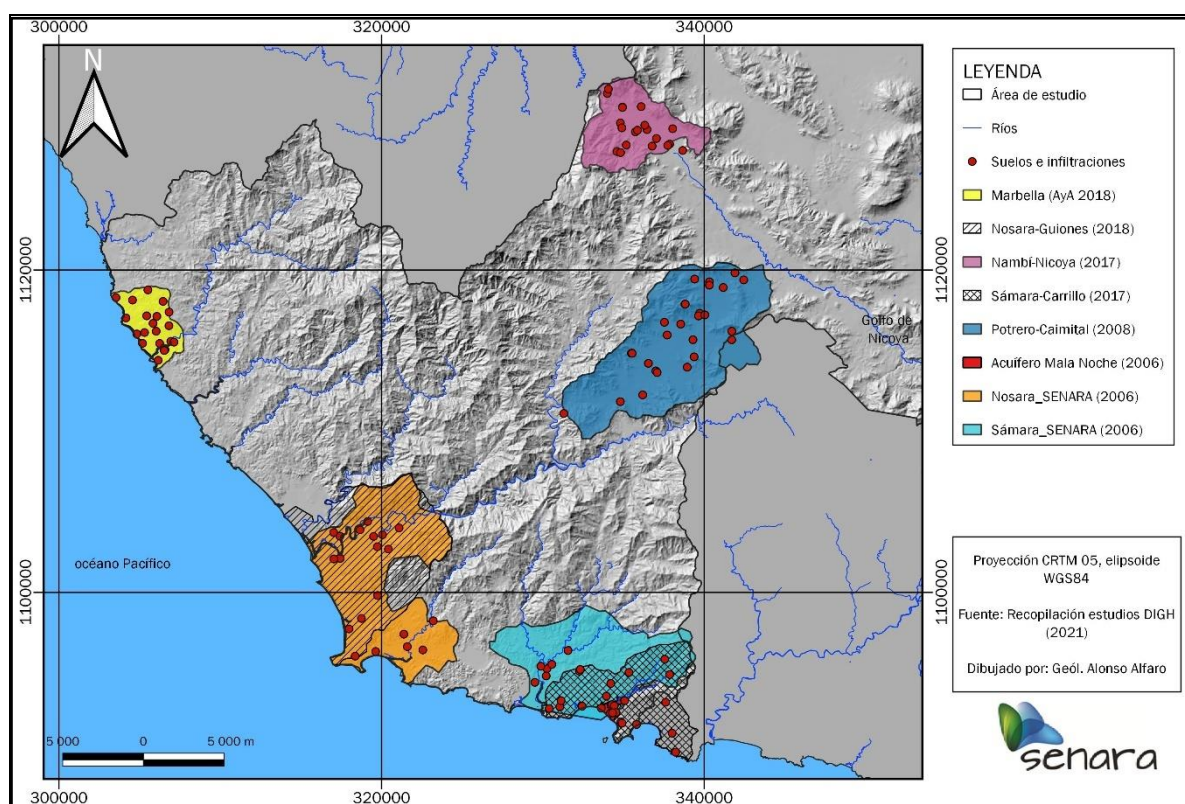 300000 320000 340000
N
1120000
1100000
1120000
1100000
Golfo de
Nicoya
océano Pacífico
5 000 0 5 000 m
300000 320000 340000
LEYENDA
Área de estudio
Ríos
Suelos e infiltraciones
Marbella (AyA 2018)
Nosara-Guiones (2018)
Nambí-Nicoya (2017)
Sámara-Carrillo (2017)
Potrero-Caimital (2008)
Acuífero Mala Noche (2006)
Nosara_SENARA (2006)
Sámara_SENARA (2006)
Proyección CRTM 05, elipsoide
WGS84
Fuente: Recopilación estudios DIGH
(2021)
Dibujado por: Geól. Alonso Alfaro
senara